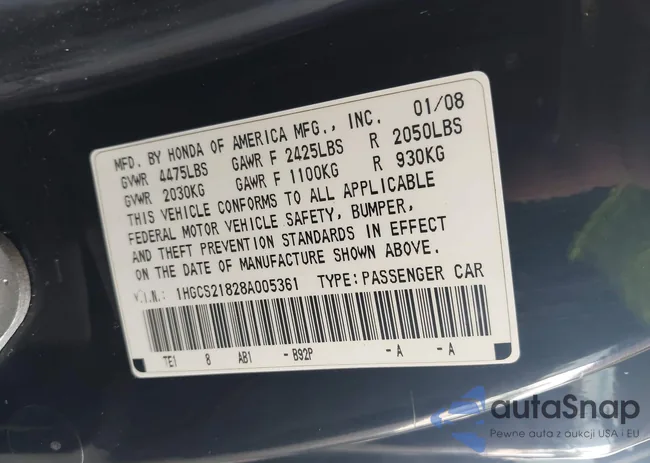 MFD. BY HONDA OF AMERICA MFG., INC. 01/08
GVWR 4475LBS GAWR F 2425LBS R 2050LBS
GVWR 2030KG GAWR F 1100KG R 930KG
THIS VEHICLE CONFORMS TO ALL APPLICABLE
FEDERAL MOTOR VEHICLE SAFETY, BUMPER,
AND THEFT PREVENTION STANDARDS IN EFFECT
ON THE DATE OF MANUFACTURE SHOWN ABOVE.
V.I.N.: 1HGCS21828A005361 TYPE:PASSENGER CAR
TE1 8 AB1 - B92P - A - A
autaSnap
Pewne auta z aukcji USA i EU